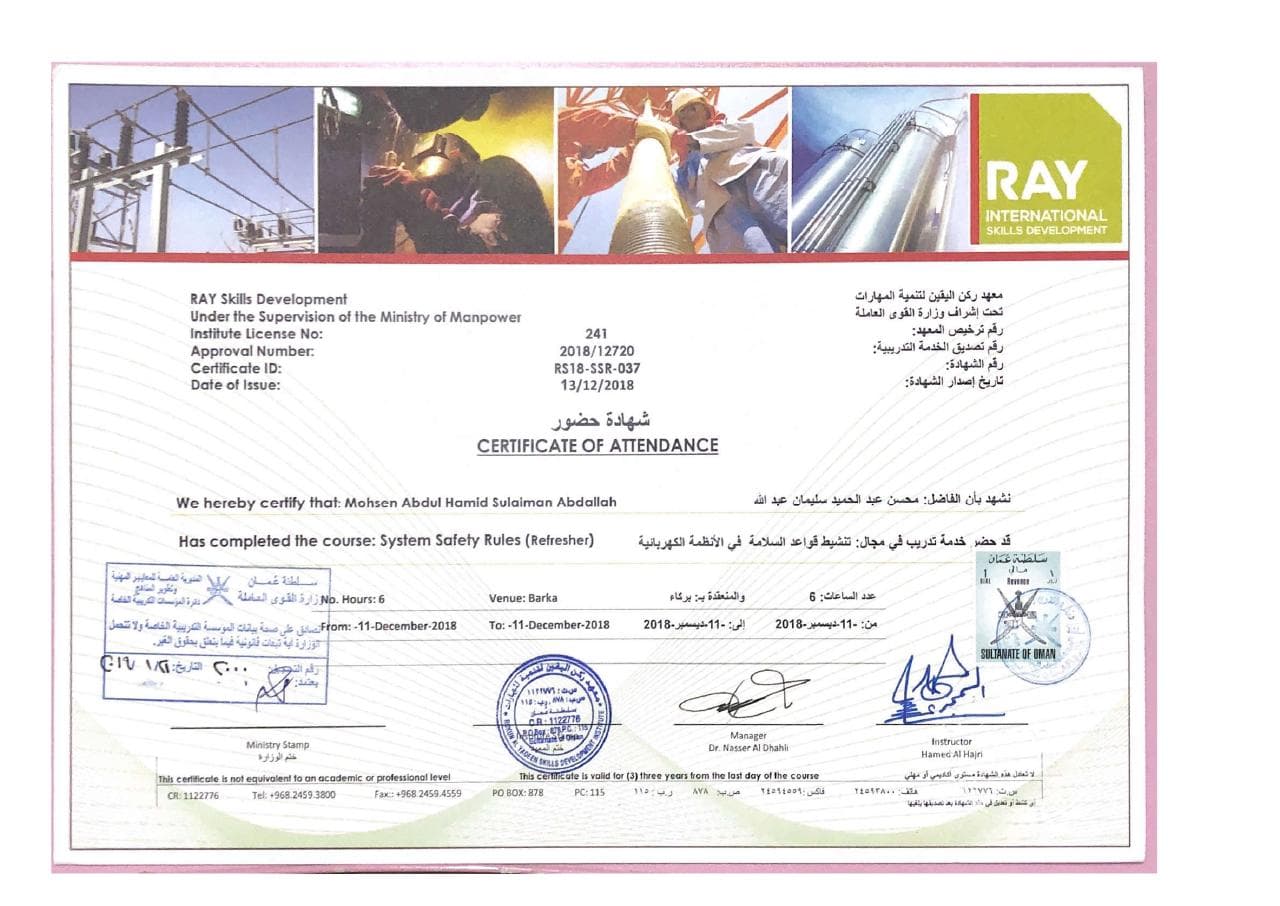 RAY
INTERNATIONAL
SKILLS DEVELOPMENT
RAY Skills Development
معهد ركن اليقين لتنمية المهارات
Under the Supervision of the Ministry of Manpower
تحت إشراف وزارة القوى العاملة
Institute License No: 241 رقم ترخيص المعهد:
Approval Number: 2018/12720 رقم تصديق الخدمة التدريبية:
Certificate ID: RS18-SSR-037 رقم الشهادة:
Date of Issue: 13/12/2018 تاريخ إصدار الشهادة:
شهادة حضور
CERTIFICATE OF ATTENDANCE
We hereby certify that: Mohsen Abdul Hamid Sulaiman Abdallah
نشهد بأن الفاضل: محسن عبد الحميد سليمان عبد الله
Has completed the course: System Safety Rules (Refresher)
قد حضر خدمة تدريب في مجال: تنشيط قواعد السلامة في الأنظمة الكهربائية
سلطنة عمان
١ ريال 1 RIAL
Revenue
SULTANATE OF OMAN
سلطنة عُمان
وزارة القوى العاملة
المديرية العامة للمعايير المهنية
وتطوير المناهج
دائرة المؤسسات التدريبية الخاصة
No. Hours: 6 Venue: Barka والمنعقدة بـ: بركاء عدد الساعات: 6
From: -11-December-2018 To: -11-December-2018 إلى: -11-ديسمبر-2018 من: -11-ديسمبر-2018
نصادق على صحة بيانات المؤسسة التدريبية الخاصة ولا تتحمل
الوزارة أية تبعات قانونية فيما يتعلق بحقوق الغير.
رقم التسجيل: التاريخ:
يعتمد:
معهد ركن اليقين لتنمية المهارات
س.ت: ١١٢٢٧٧٦
ص.ب: ٨٧٨, ر.ب: ١١٥
سلطنة عمان
C.R.: 1122776
P.O.Box: 878, P.C.: 115
Sultanate of Oman
RUKUN AL YAQEEN SKILLS DEVELOPMENT INSTITUTE
Ministry Stamp
ختم الوزارة
ختم المعهد
Manager
Dr. Nasser Al Dhahli
Instructor
Hamed Al Hajri
This certificate is not equivalent to an academic or professional level
This certificate is valid for (3) three years from the last day of the course
لا تعادل هذه الشهادة مستوى أكاديمي أو مهني
CR: 1122776 Tel: +968.2459.3800 Fax:: +968.2459.4559 PO BOX: 878 PC: 115 ر.ب: ١١٥ ص.ب: ٨٧٨ فاكس: ٢٤٥٩٤٥٥٩ هاتف: ٢٤٥٩٣٨٠٠
أي كشط أو تعديل في هذه الشهادة بعد تصديقها يلغيها